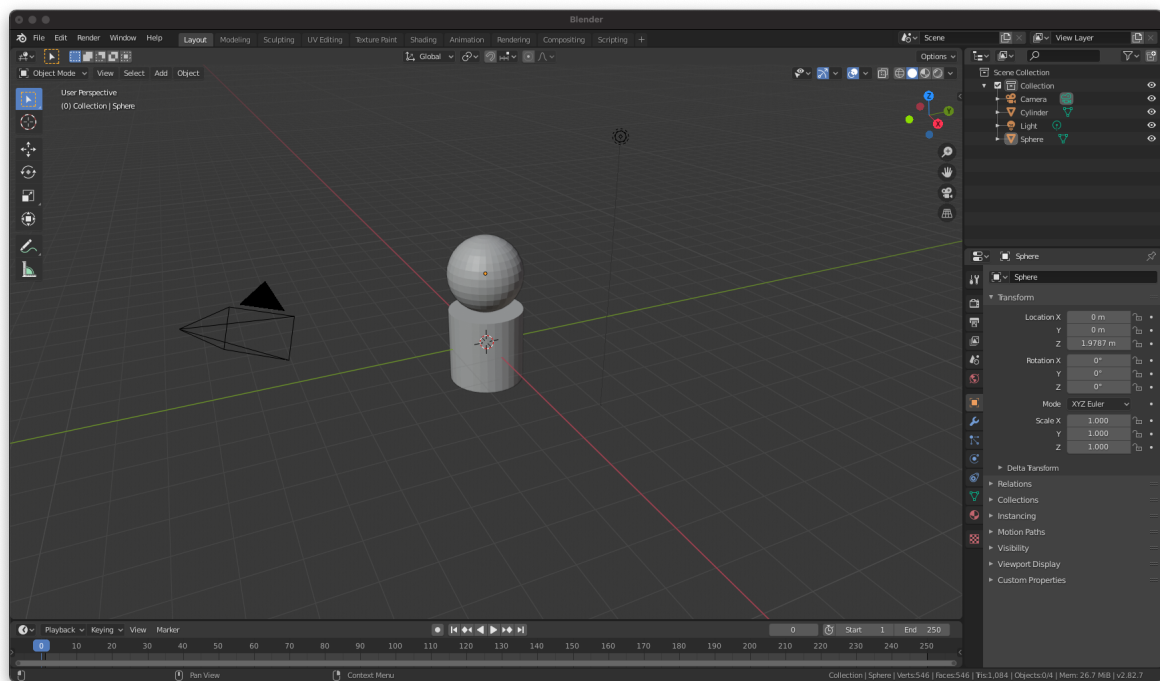 Blender
File Edit Render Window Help Layout Modeling Sculpting UV Editing Texture Paint Shading Animation Rendering Compositing Scripting + Scene View Layer
Global Options
Object Mode View Select Add Object
User Perspective
(0) Collection | Sphere
Z
Y
X
Scene Collection
Collection
Camera
Cylinder
Light
Sphere
Sphere
Sphere
Transform
Location X 0 m
Y 0 m
Z 1.9787 m
Rotation X 0°
Y 0°
Z 0°
Mode XYZ Euler
Scale X 1.000
Y 1.000
Z 1.000
Delta Transform
Relations
Collections
Instancing
Motion Paths
Visibility
Viewport Display
Custom Properties
Playback Keying View Marker 0 Start 1 End 250
0 10 20 30 40 50 60 70 80 90 100 110 120 130 140 150 160 170 180 190 200 210 220 230 240 250
Pan View Context Menu Collection | Sphere | Verts:546 | Faces:546 | Tris:1,084 | Objects:0/4 | Mem: 26.7 MiB | v2.82.7